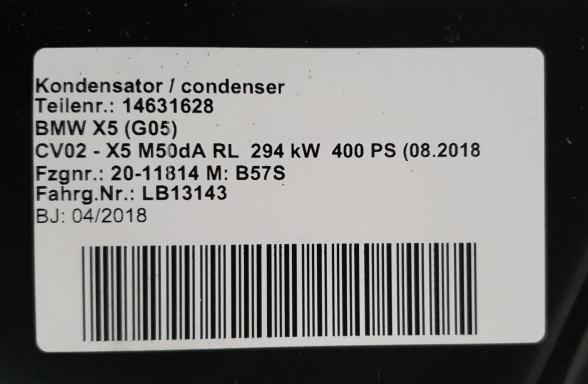 Kondensator / condenser
Teilenr.: 14631628
BMW X5 (G05)
CV02 - X5 M50dA RL 294 kW 400 PS (08.2018
Fzgnr.: 20-11814 M: B57S
Fahrg.Nr.: LB13143
BJ: 04/2018